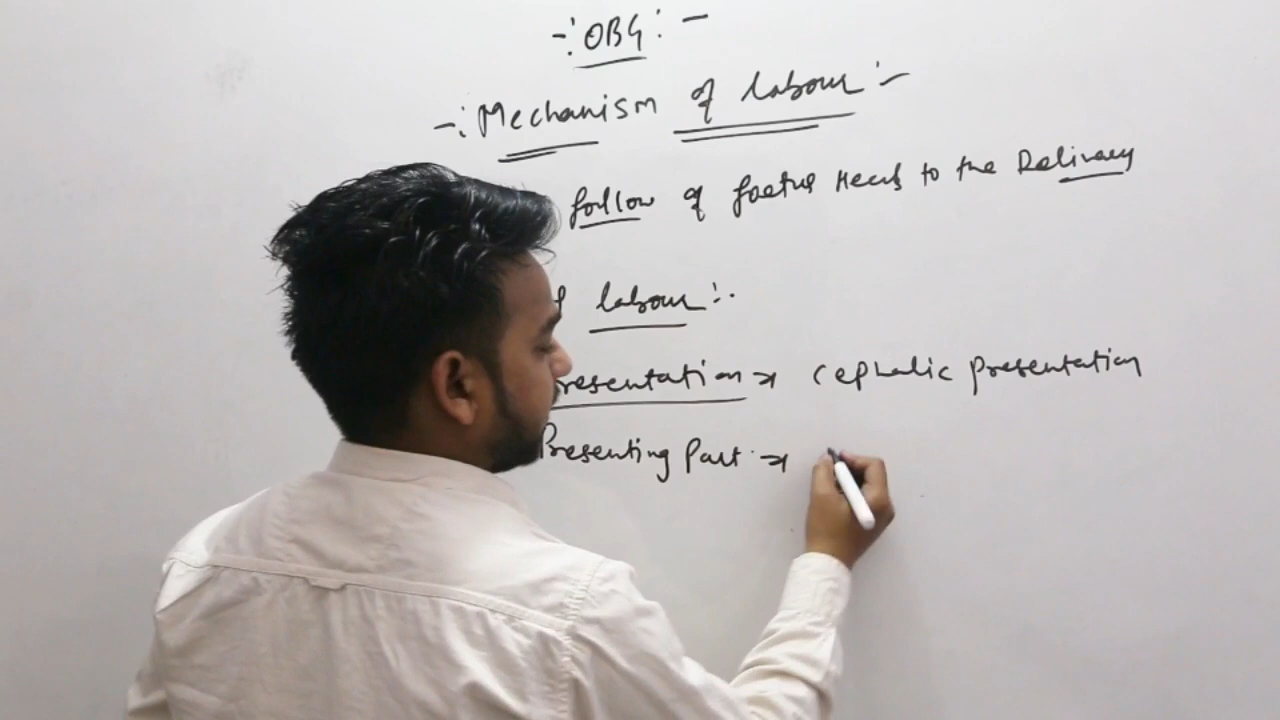 -: OBG :-
-: Mechanism of labour :-
follow of foetus Head to the Delivery
labour :-
resentation → Cephalic presentation
Presenting Part →